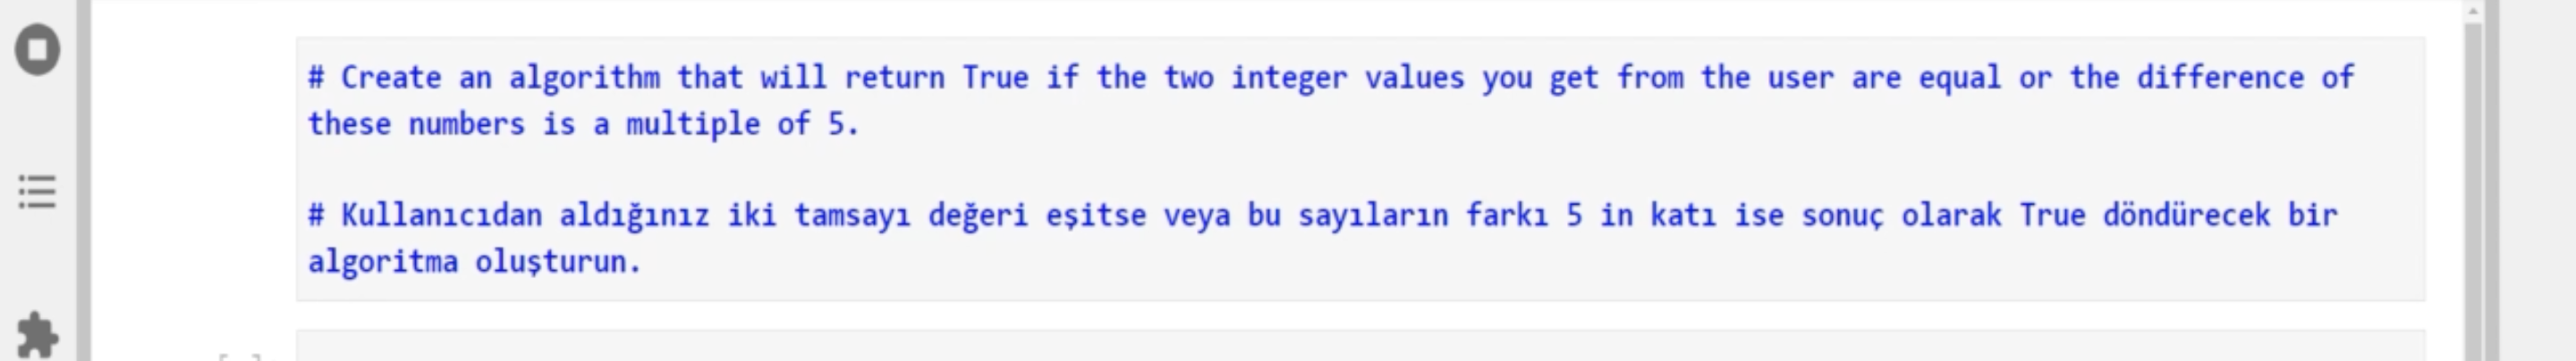 # Create an algorithm that will return True if the two integer values you get from the user are equal or the difference of
these numbers is a multiple of 5.
# Kullanıcıdan aldığınız iki tamsayı değeri eşitse veya bu sayıların farkı 5 in katı ise sonuç olarak True döndürecek bir
algoritma oluşturun.